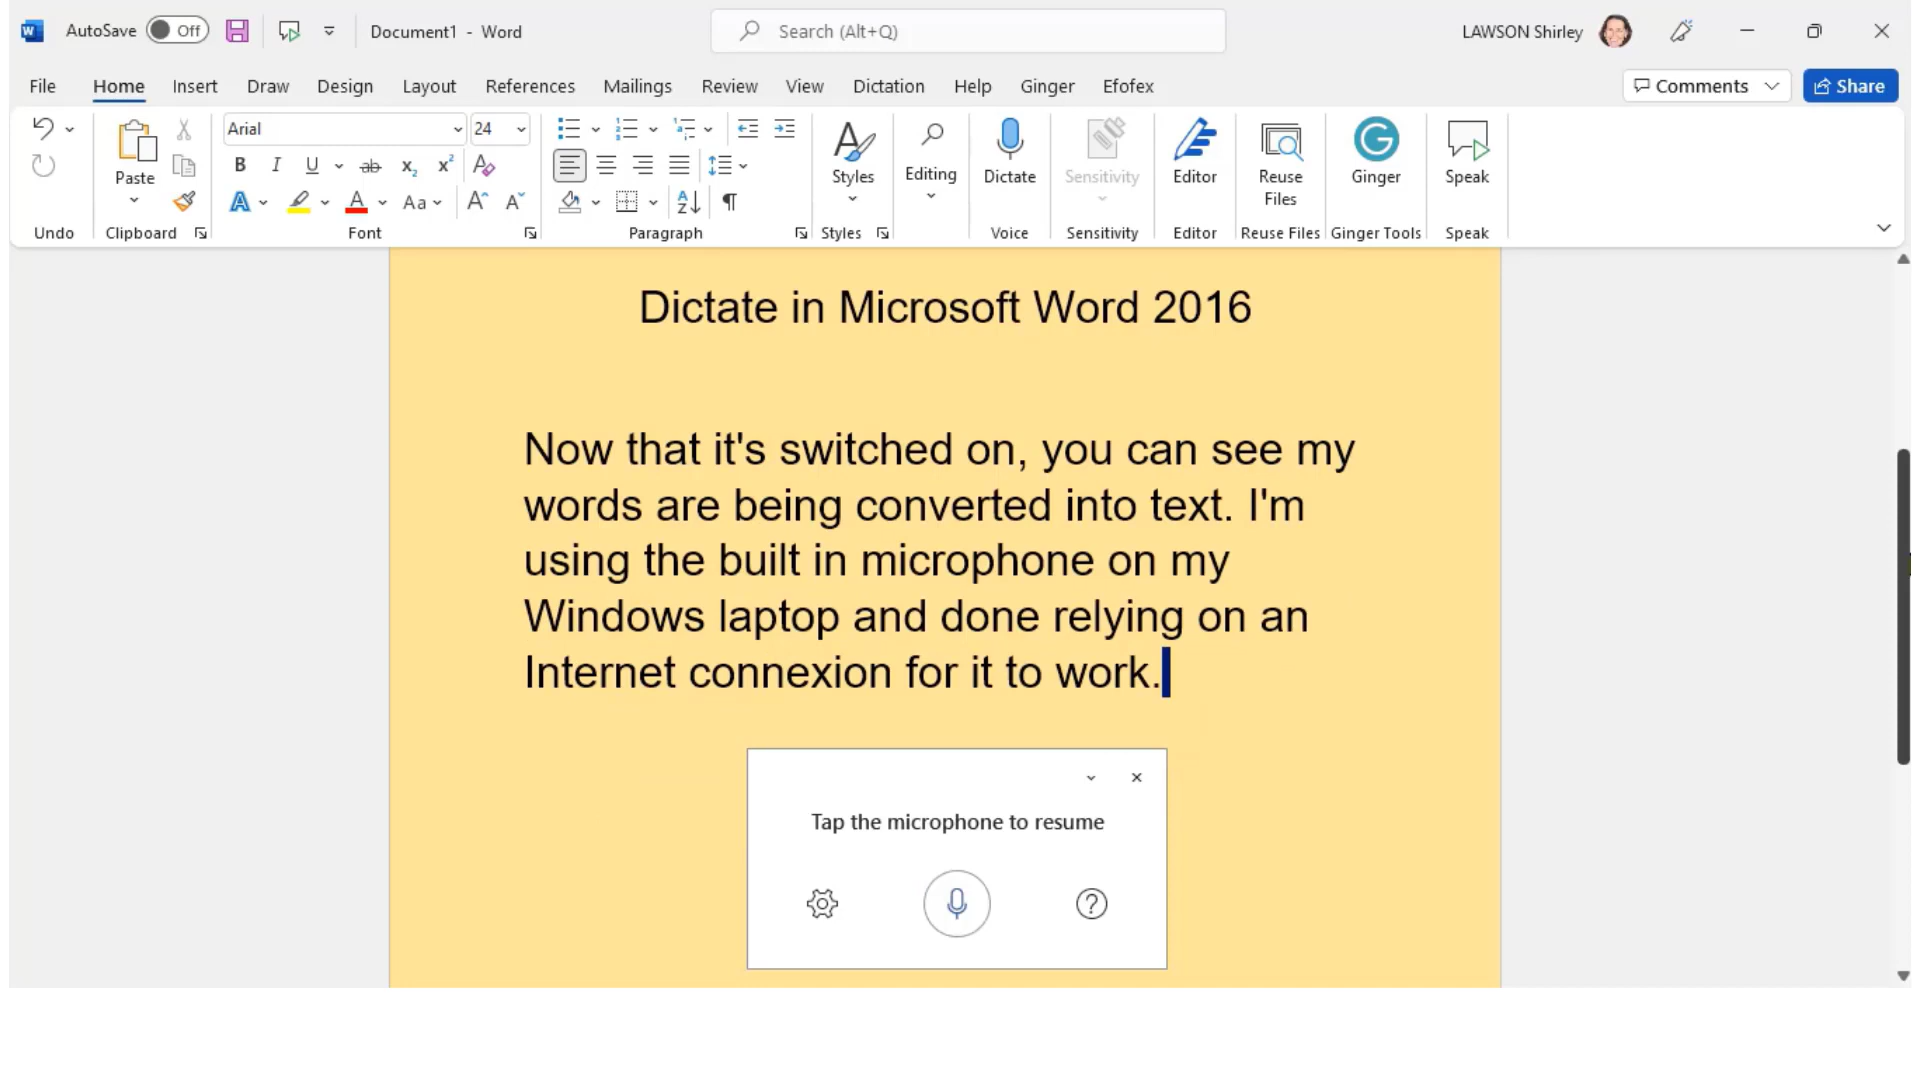 AutoSave Off Document1 - Word Search (Alt+Q) LAWSON Shirley
File Home Insert Draw Design Layout References Mailings Review View Dictation Help Ginger Efofex Comments Share
Arial 24
Paste Styles Editing Dictate Sensitivity Editor Reuse Files Ginger Speak
Undo Clipboard Font Paragraph Styles Voice Sensitivity Editor Reuse Files Ginger Tools Speak
Dictate in Microsoft Word 2016
Now that it's switched on, you can see my
words are being converted into text. I'm
using the built in microphone on my
Windows laptop and done relying on an
Internet connexion for it to work.
Tap the microphone to resume